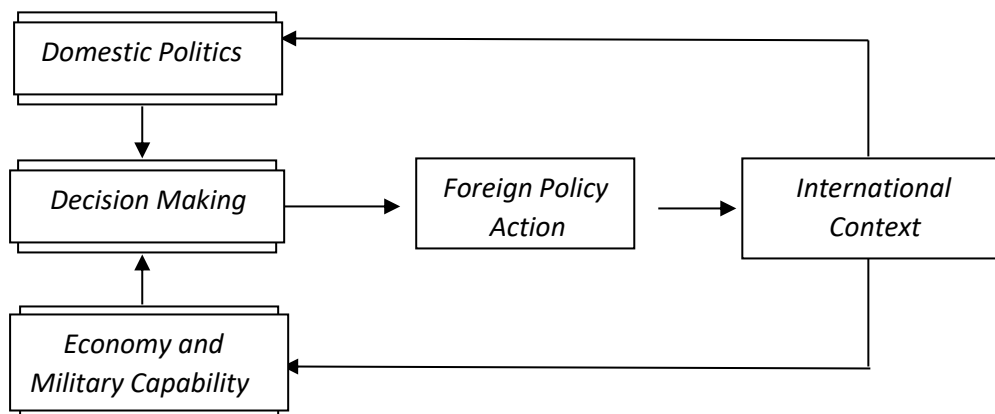 Domestic Politics
Decision Making
Foreign Policy
Action
International
Context
Economy and
Military Capability